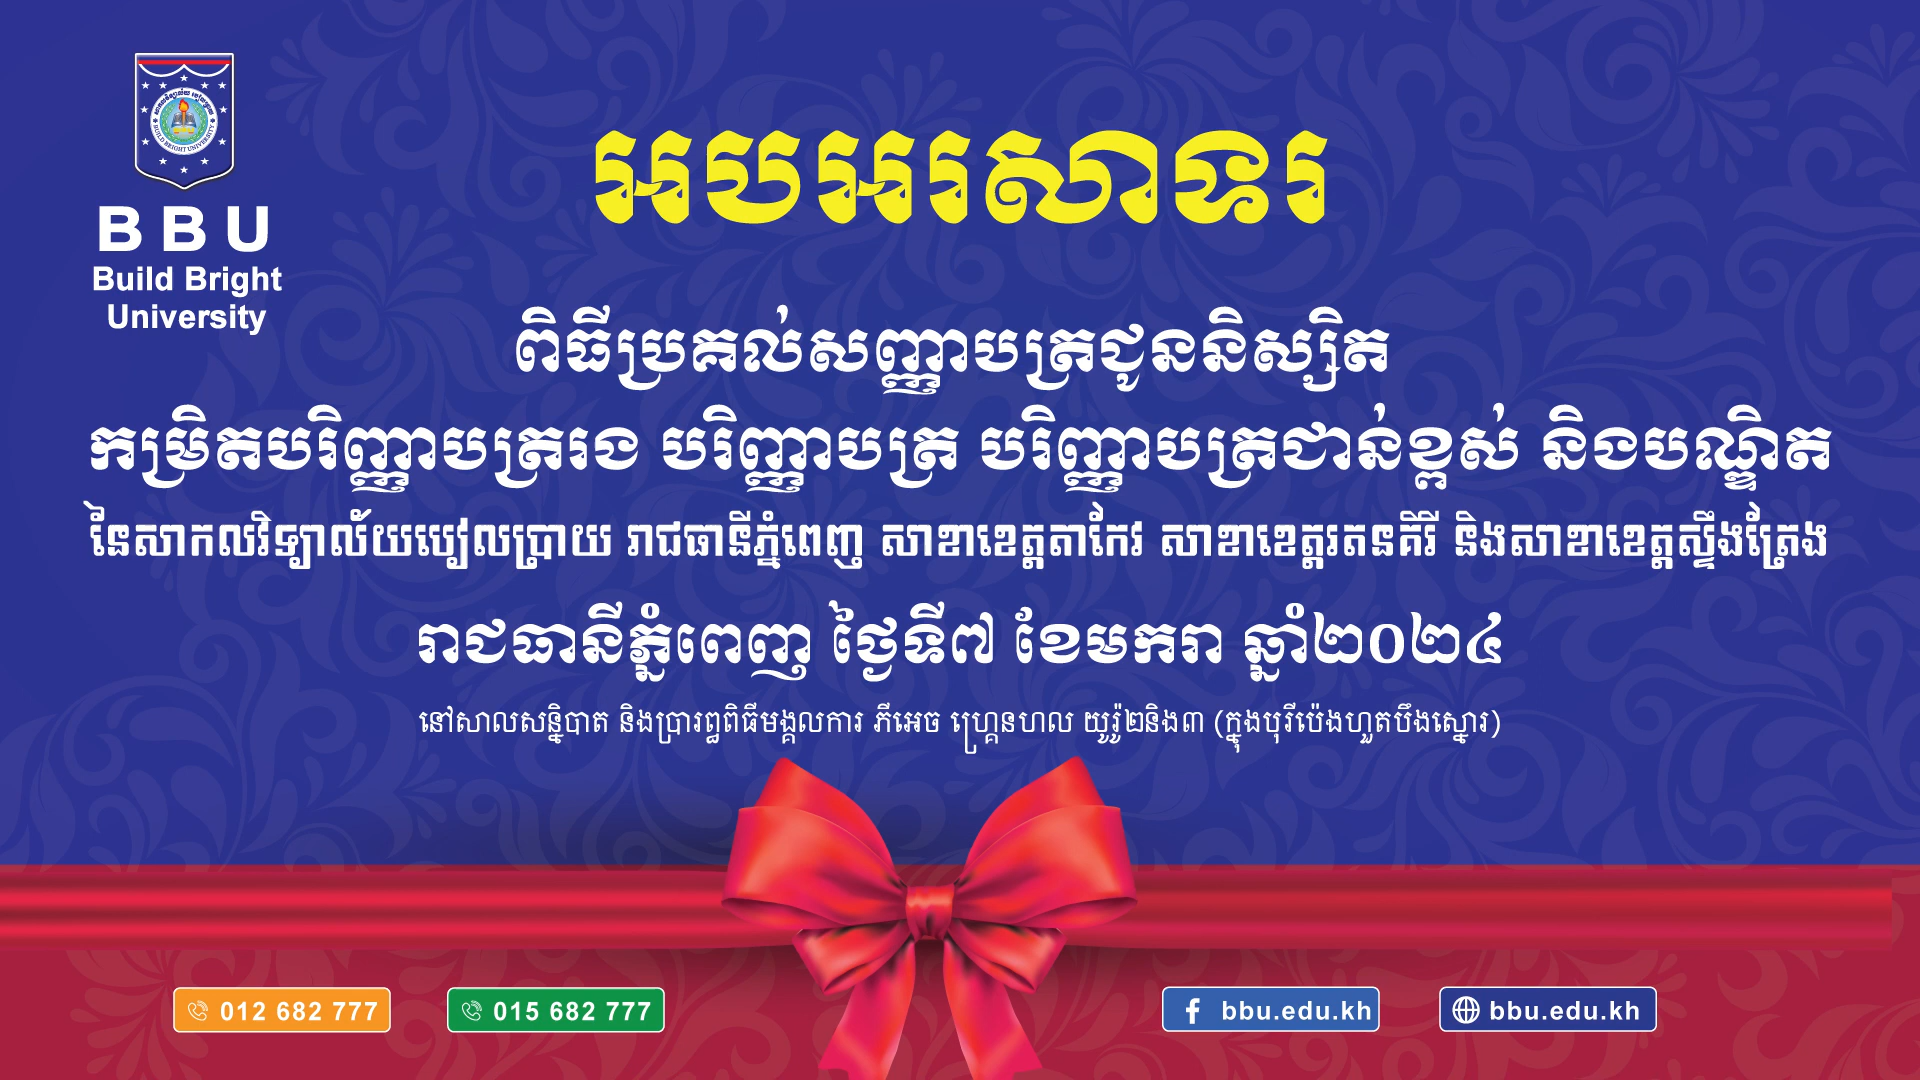 BBU
Build Bright
University
អបអរសាទរ
ពិធីប្រគល់សញ្ញាបត្រជូននិស្សិត
កម្រិតបរិញ្ញាបត្ររង បរិញ្ញាបត្រ បរិញ្ញាបត្រជាន់ខ្ពស់ និងបណ្ឌិត
នៃសាកលវិទ្យាល័យបៀលប្រាយ រាជធានីភ្នំពេញ សាខាខេត្តតាកែវ សាខាខេត្តរតនគិរី និងសាខាខេត្តស្ទឹងត្រែង
រាជធានីភ្នំពេញ ថ្ងៃទី៧ ខែមករា ឆ្នាំ២០២៤
នៅសាលសន្និបាត និងប្រារព្ធពិធីមង្គលការ ភីអេច ហ្គ្រេនហល យូរ៉ូ២និង៣ (ក្នុងបុរីប៉េងហួតបឹងស្នោរ)
012 682 777
015 682 777
bbu.edu.kh
bbu.edu.kh